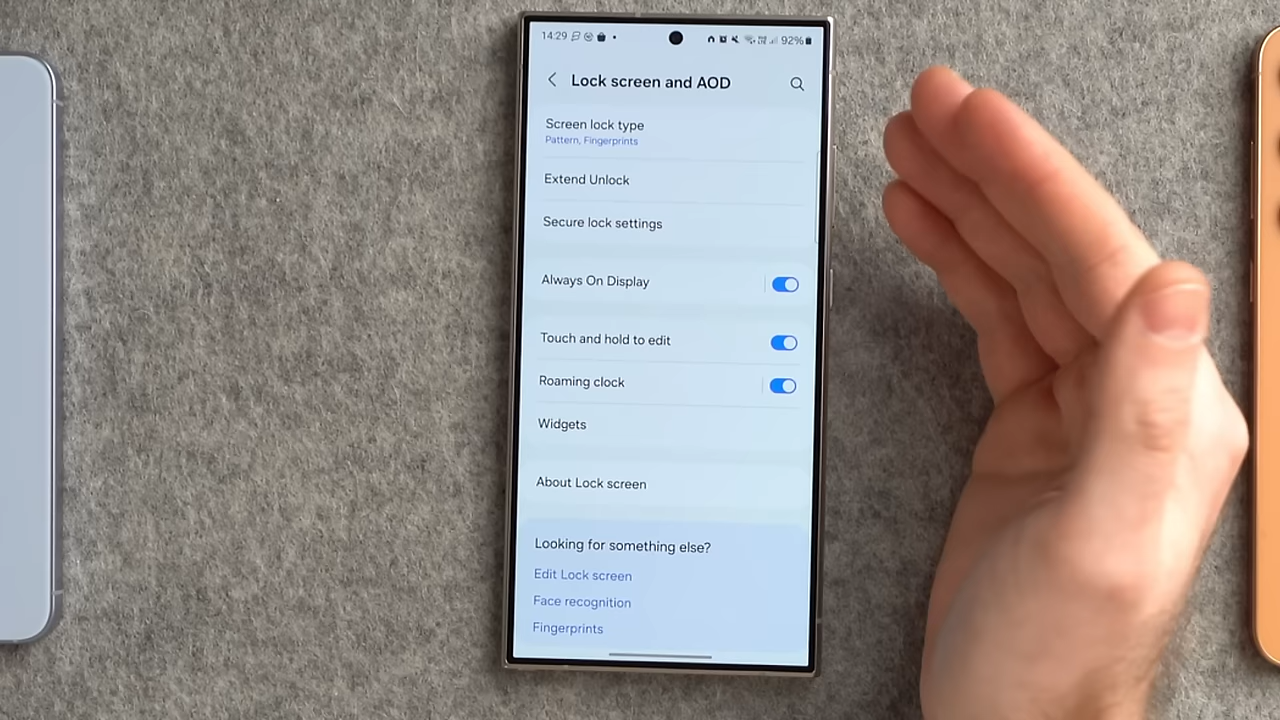 14:29 92%
Lock screen and AOD
Screen lock type
Pattern, Fingerprints
Extend Unlock
Secure lock settings
Always On Display
Touch and hold to edit
Roaming clock
Widgets
About Lock screen
Looking for something else?
Edit Lock screen
Face recognition
Fingerprints